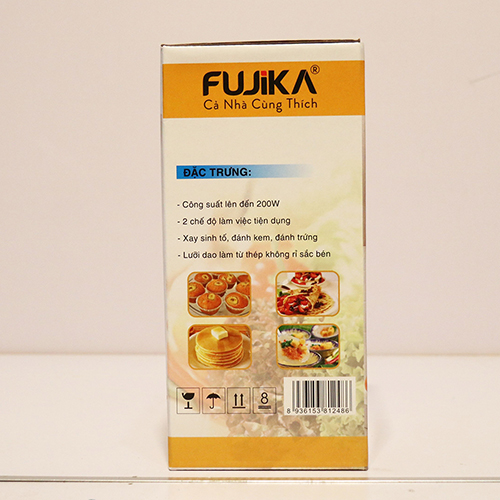 FUJIKA®
Cả Nhà Cùng Thích
ĐẶC TRƯNG:
- Công suất lên đến 200W
- 2 chế độ làm việc tiện dụng
- Xay sinh tố, đánh kem, đánh trứng
- Lưỡi dao làm từ thép không rỉ sắc bén
8
8 936153 812486